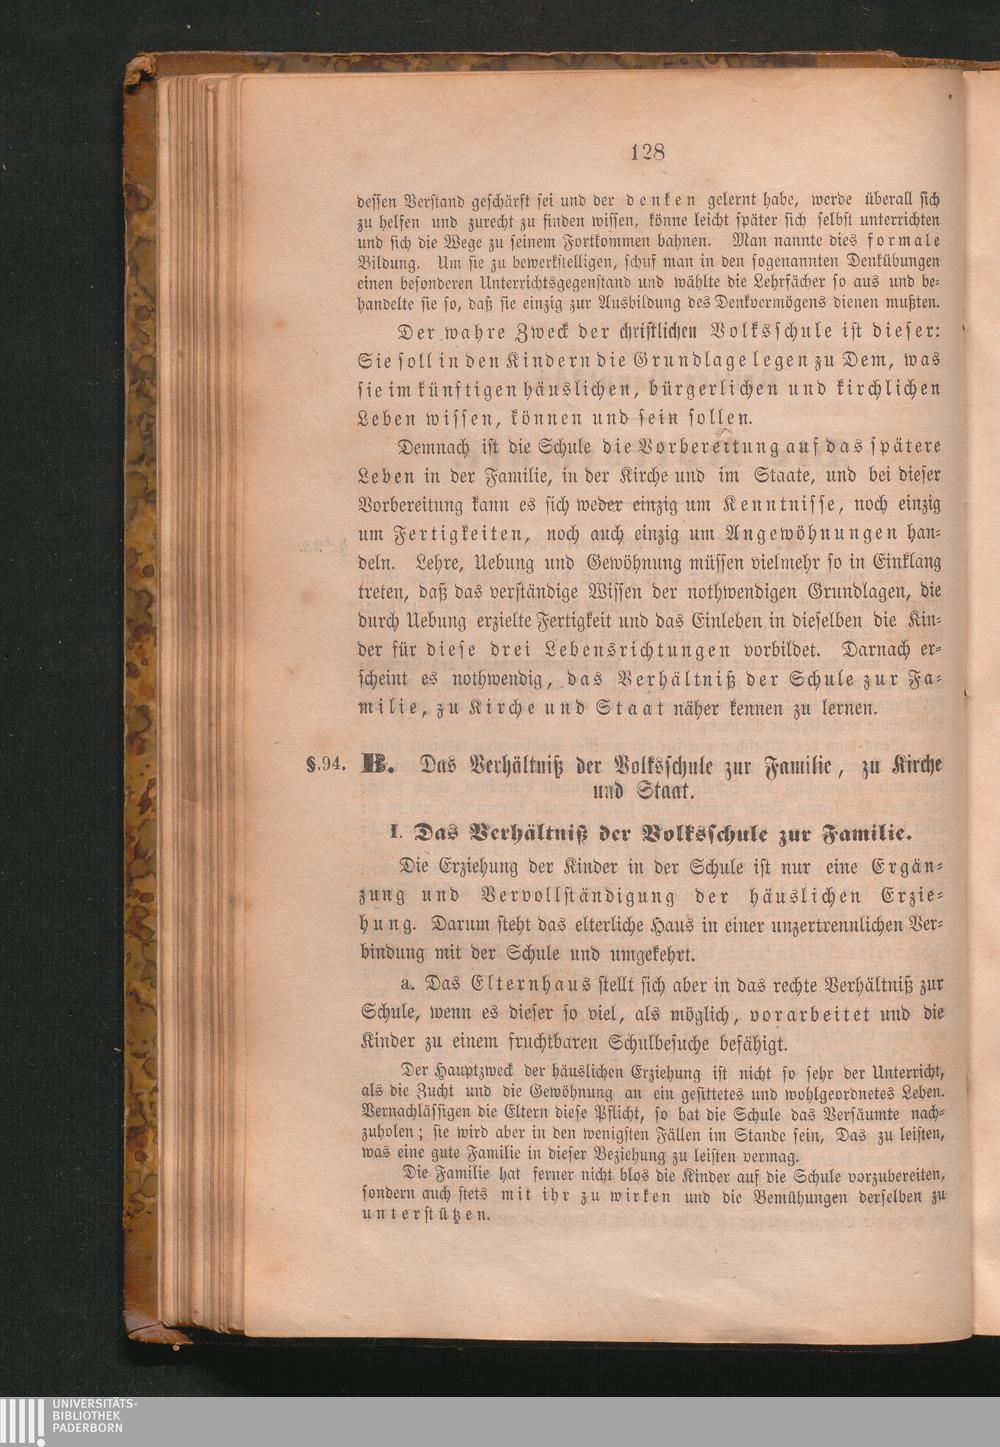 128
dessen Verstand geschärft sei und der denken gelernt habe, werde überall sich
zu helfen und zurecht zu finden wissen, könne leicht später sich selbst unterrichten
und sich die Wege zu seinem Fortkommen bahnen. Man nannte dies formale
Bildung. Um sie zu bewerkstelligen, schuf man in den sogenannten Denkübungen
einen besonderen Unterrichtsgegenstand und wählte die Lehrfächer so aus und be-
handelte sie so, daß sie einzig zur Ausbildung des Denkvermögens dienen mußten.
Der wahre Zweck der christlichen Volksschule ist dieser:
Sie soll in den Kindern die Grundlage legen zu Dem, was
sie im künftigen häuslichen, bürgerlichen und kirchlichen
Leben wissen, können und sein sollen.
Demnach ist die Schule die Vorbereitung auf das spätere
Leben in der Familie, in der Kirche und im Staate, und bei dieser
Vorbereitung kann es sich weder einzig um Kenntnisse, noch einzig
um Fertigkeiten, noch auch einzig um Angewöhnungen han-
deln. Lehre, Uebung und Gewöhnung müssen vielmehr so in Einklang
treten, daß das verständige Wissen der nothwendigen Grundlagen, die
durch Uebung erzielte Fertigkeit und das Einleben in dieselben die Kin-
der für diese drei Lebensrichtungen vorbildet. Darnach er-
scheint es nothwendig, das Verhältniß der Schule zur Fa-
milie, zu Kirche und Staat näher kennen zu lernen.
§.94. B. Das Verhältniß der Volksschule zur Familie, zu Kirche
und Staat.
I. Das Verhältniß der Volksschule zur Familie.
Die Erziehung der Kinder in der Schule ist nur eine Ergän-
zung und Vervollständigung der häuslichen Erzie-
hung. Darum steht das elterliche Haus in einer unzertrennlichen Ver-
bindung mit der Schule und umgekehrt.
a. Das Elternhaus stellt sich aber in das rechte Verhältniß zur
Schule, wenn es dieser so viel, als möglich, vorarbeitet und die
Kinder zu einem fruchtbaren Schulbesuche befähigt.
Der Hauptzweck der häuslichen Erziehung ist nicht so sehr der Unterricht,
als die Zucht und die Gewöhnung an ein gesittetes und wohlgeordnetes Leben.
Vernachlässigen die Eltern diese Pflicht, so hat die Schule das Versäumte nach-
zuholen; sie wird aber in den wenigsten Fällen im Stande sein, Das zu leisten,
was eine gute Familie in dieser Beziehung zu leisten vermag.
Die Familie hat ferner nicht blos die Kinder auf die Schule vorzubereiten,
sondern auch stets mit ihr zu wirken und die Bemühungen derselben zu
unterstützen.
UNIVERSITÄTS-
BIBLIOTHEK
PADERBORN